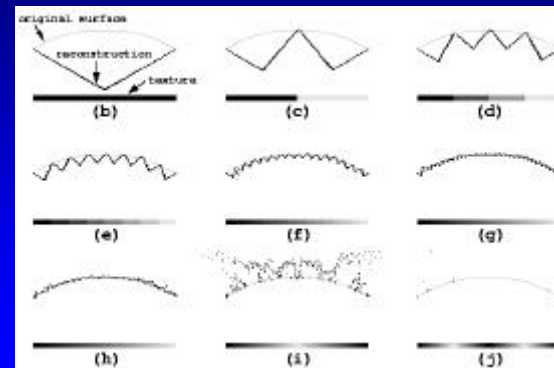 original surface
reconstruction
texture
(b)
(c)
(d)
(e)
(f)
(g)
(h)
(i)
(j)